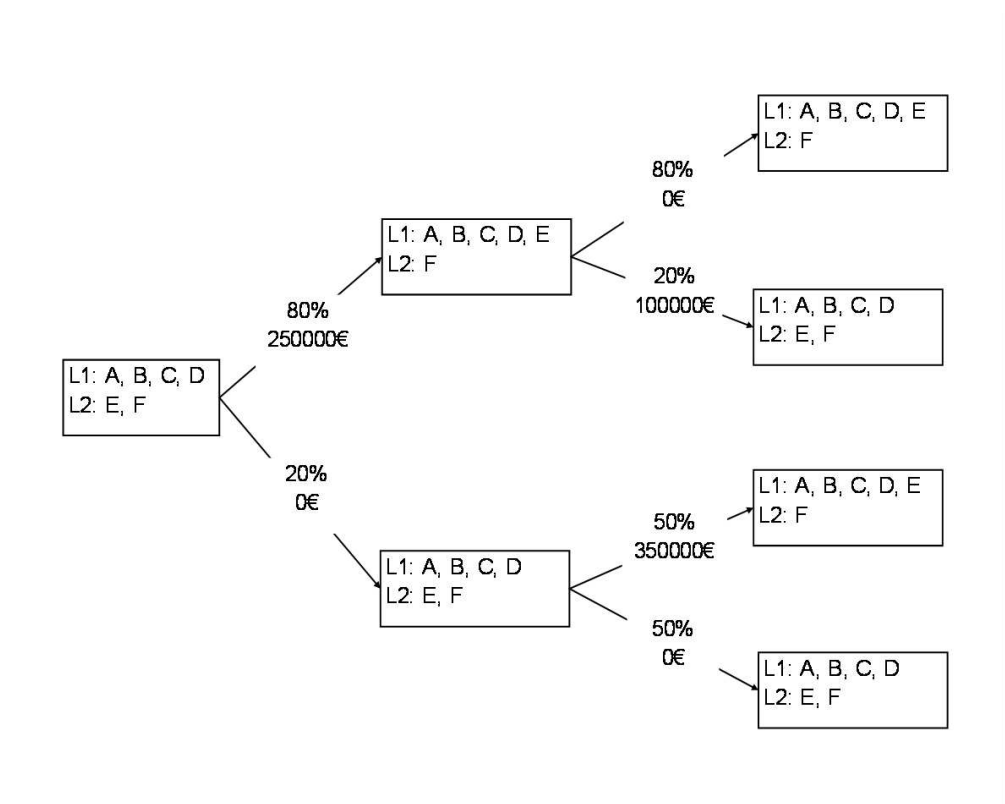 L1: A, B, C, D, E
L2: F
80%
0€
L1: A, B, C, D, E
L2: F
20%
100000€
L1: A, B, C, D
L2: E, F
80%
250000€
L1: A, B, C, D
L2: E, F
20%
0€
L1: A, B, C, D, E
L2: F
50%
350000€
L1: A, B, C, D
L2: E, F
50%
0€
L1: A, B, C, D
L2: E, F